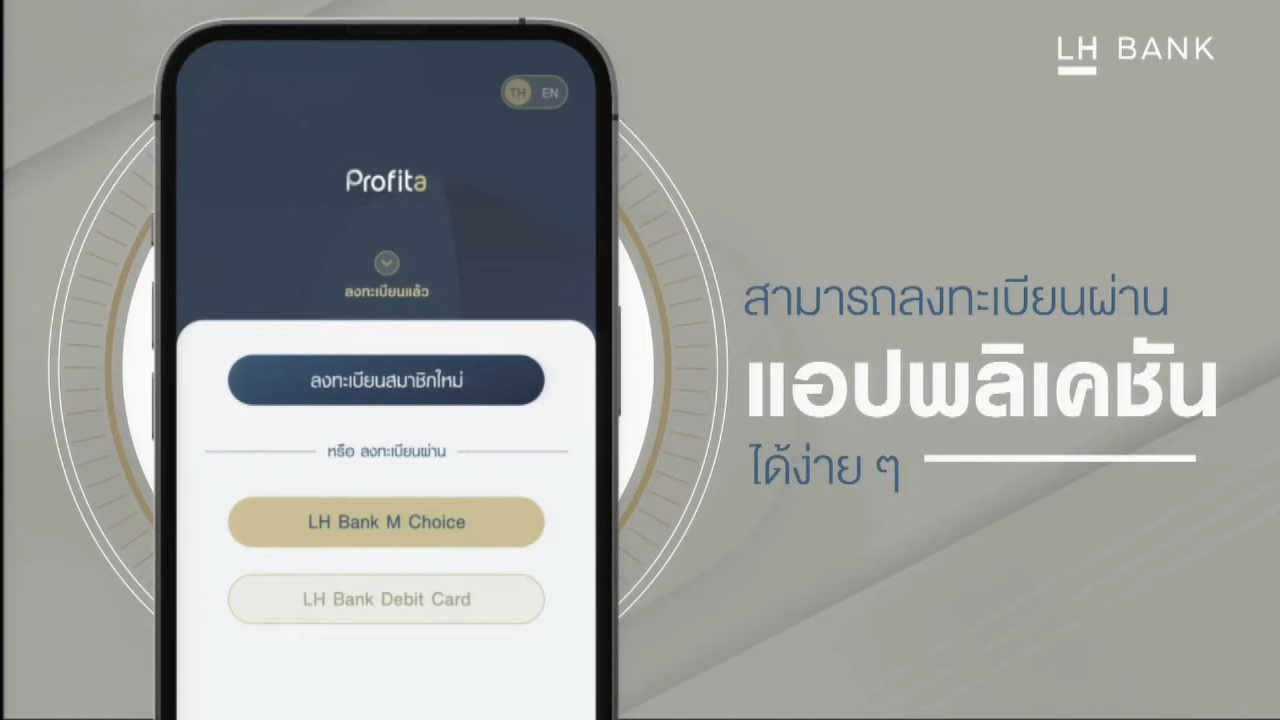 LH BANK
TH EN
Profita
ลงทะเบียนแล้ว
ลงทะเบียนสมาชิกใหม่
หรือ ลงทะเบียนผ่าน
LH Bank M Choice
LH Bank Debit Card
สามารถลงทะเบียนผ่าน
แอปพลิเคชัน
ได้ง่าย ๆ